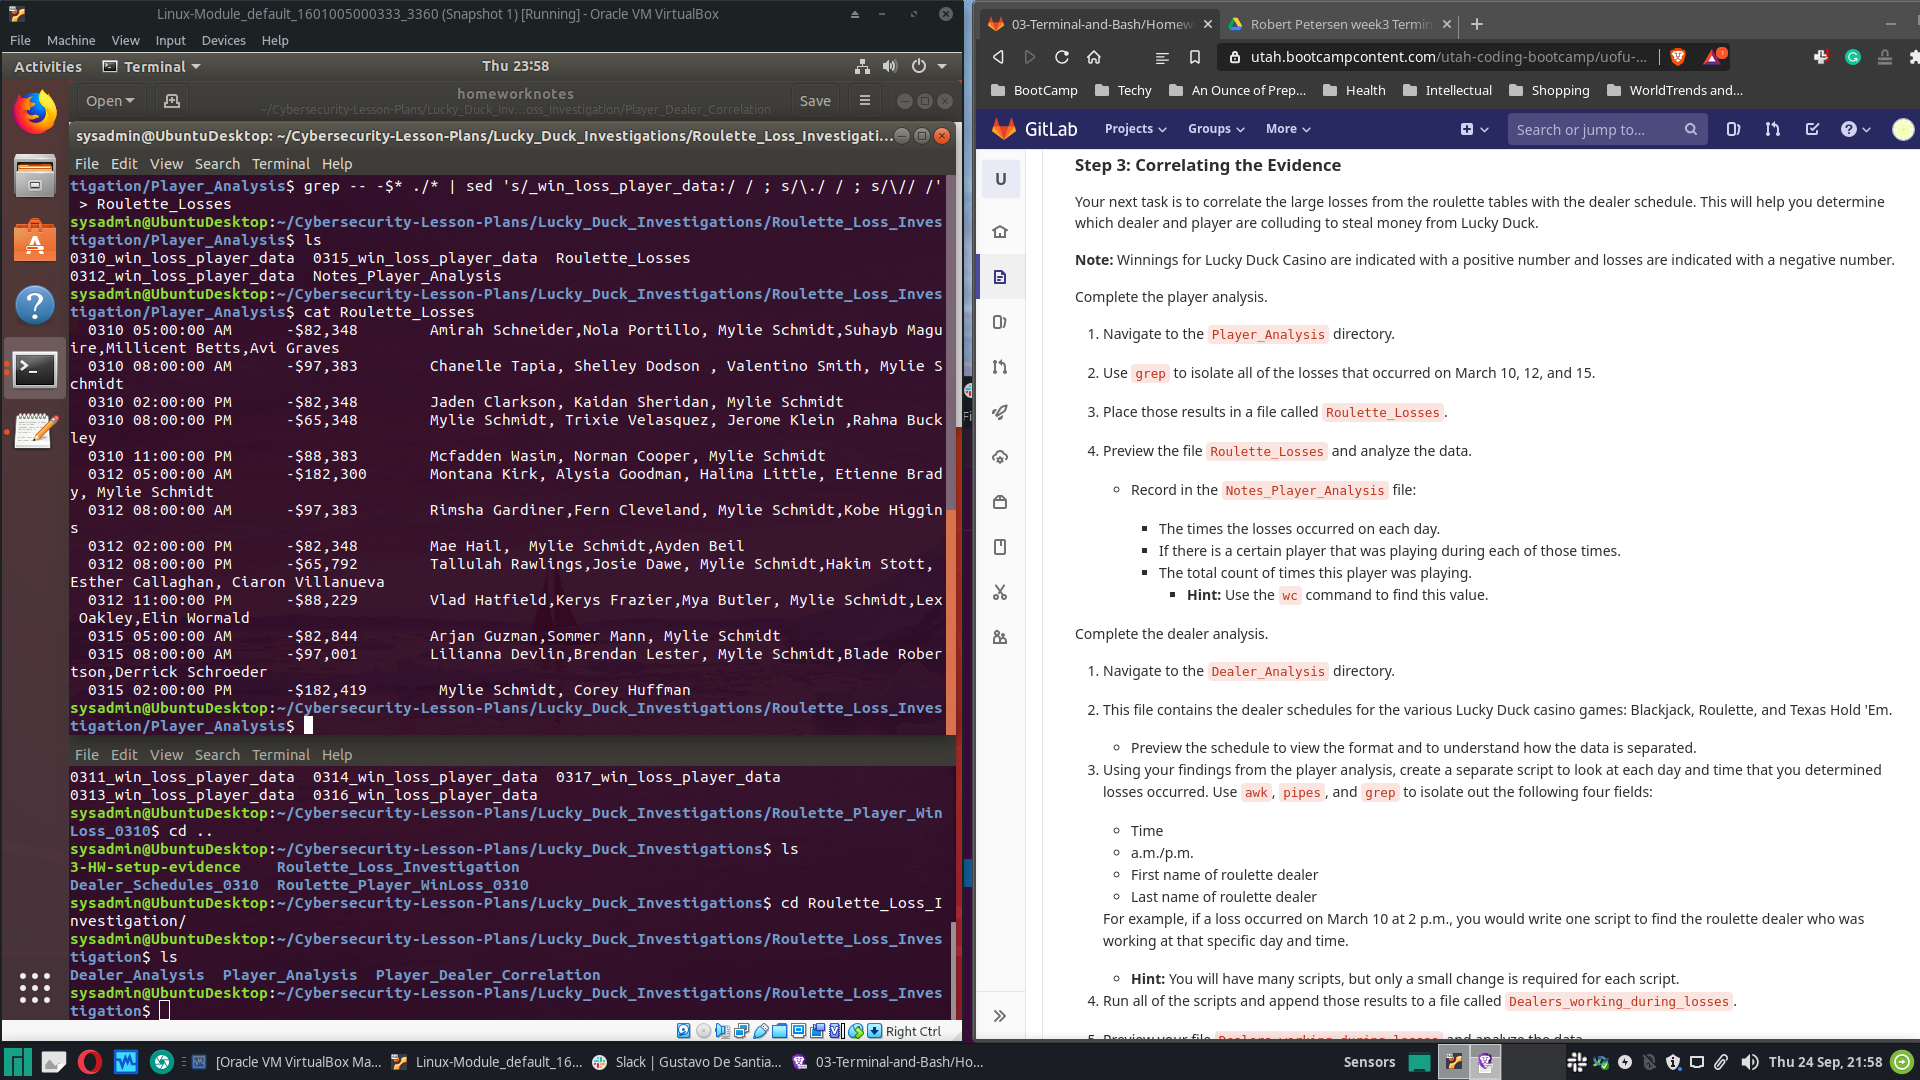 Linux-Module_default_1601005000333_3360 (Snapshot 1) [Running] - Oracle VM VirtualBox
File Machine View Input Devices Help
Activities Terminal Thu 23:58
Open homeworknotes Save
~/Cybersecurity-Lesson-Plans/Lucky_Duck_Inv...oss_Investigation/Player_Dealer_Correlation
sysadmin@UbuntuDesktop: ~/Cybersecurity-Lesson-Plans/Lucky_Duck_Investigations/Roulette_Loss_Investigati...
File Edit View Search Terminal Help
tigation/Player_Analysis$ grep -- -$* ./* | sed 's/_win_loss_player_data:/ / ; s/\./ / ; s/\// /'
 > Roulette_Losses
sysadmin@UbuntuDesktop:~/Cybersecurity-Lesson-Plans/Lucky_Duck_Investigations/Roulette_Loss_Inves
tigation/Player_Analysis$ ls
0310_win_loss_player_data 0315_win_loss_player_data Roulette_Losses
0312_win_loss_player_data Notes_Player_Analysis
sysadmin@UbuntuDesktop:~/Cybersecurity-Lesson-Plans/Lucky_Duck_Investigations/Roulette_Loss_Inves
tigation/Player_Analysis$ cat Roulette_Losses
0310 05:00:00 AM -$82,348 Amirah Schneider,Nola Portillo, Mylie Schmidt,Suhayb Magu
ire,Millicent Betts,Avi Graves
0310 08:00:00 AM -$97,383 Chanelle Tapia, Shelley Dodson , Valentino Smith, Mylie S
chmidt
0310 02:00:00 PM -$82,348 Jaden Clarkson, Kaidan Sheridan, Mylie Schmidt
0310 08:00:00 PM -$65,348 Mylie Schmidt, Trixie Velasquez, Jerome Klein ,Rahma Buck
ley
0310 11:00:00 PM -$88,383 Mcfadden Wasim, Norman Cooper, Mylie Schmidt
0312 05:00:00 AM -$182,300 Montana Kirk, Alysia Goodman, Halima Little, Etienne Brad
y, Mylie Schmidt
0312 08:00:00 AM -$97,383 Rimsha Gardiner,Fern Cleveland, Mylie Schmidt,Kobe Higgin
s
0312 02:00:00 PM -$82,348 Mae Hail, Mylie Schmidt,Ayden Beil
0312 08:00:00 PM -$65,792 Tallulah Rawlings,Josie Dawe, Mylie Schmidt,Hakim Stott,
Esther Callaghan, Ciaron Villanueva
0312 11:00:00 PM -$88,229 Vlad Hatfield,Kerys Frazier,Mya Butler, Mylie Schmidt,Lex
 Oakley,Elin Wormald
0315 05:00:00 AM -$82,844 Arjan Guzman,Sommer Mann, Mylie Schmidt
0315 08:00:00 AM -$97,001 Lilianna Devlin,Brendan Lester, Mylie Schmidt,Blade Rober
tson,Derrick Schroeder
0315 02:00:00 PM -$182,419 Mylie Schmidt, Corey Huffman
sysadmin@UbuntuDesktop:~/Cybersecurity-Lesson-Plans/Lucky_Duck_Investigations/Roulette_Loss_Inves
tigation/Player_Analysis$
File Edit View Search Terminal Help
0311_win_loss_player_data 0314_win_loss_player_data 0317_win_loss_player_data
0313_win_loss_player_data 0316_win_loss_player_data
sysadmin@UbuntuDesktop:~/Cybersecurity-Lesson-Plans/Lucky_Duck_Investigations/Roulette_Player_Win
Loss_0310$ cd ..
sysadmin@UbuntuDesktop:~/Cybersecurity-Lesson-Plans/Lucky_Duck_Investigations$ ls
3-HW-setup-evidence Roulette_Loss_Investigation
Dealer_Schedules_0310 Roulette_Player_WinLoss_0310
sysadmin@UbuntuDesktop:~/Cybersecurity-Lesson-Plans/Lucky_Duck_Investigations$ cd Roulette_Loss_I
nvestigation/
sysadmin@UbuntuDesktop:~/Cybersecurity-Lesson-Plans/Lucky_Duck_Investigations/Roulette_Loss_Inves
tigation$ ls
Dealer_Analysis Player_Analysis Player_Dealer_Correlation
sysadmin@UbuntuDesktop:~/Cybersecurity-Lesson-Plans/Lucky_Duck_Investigations/Roulette_Loss_Inves
tigation$
Right Ctrl
03-Terminal-and-Bash/Homew Robert Petersen week3 Termin
utah.bootcampcontent.com/utah-coding-bootcamp/uofu-...
BootCamp Techy An Ounce of Prep... Health Intellectual Shopping WorldTrends and...
GitLab Projects Groups More Search or jump to...
U
Step 3: Correlating the Evidence
Your next task is to correlate the large losses from the roulette tables with the dealer schedule. This will help you determine
which dealer and player are colluding to steal money from Lucky Duck.
Note: Winnings for Lucky Duck Casino are indicated with a positive number and losses are indicated with a negative number.
Complete the player analysis.
1. Navigate to the Player_Analysis directory.
2. Use grep to isolate all of the losses that occurred on March 10, 12, and 15.
3. Place those results in a file called Roulette_Losses.
4. Preview the file Roulette_Losses and analyze the data.
Record in the Notes_Player_Analysis file:
The times the losses occurred on each day.
If there is a certain player that was playing during each of those times.
The total count of times this player was playing.
Hint: Use the wc command to find this value.
Complete the dealer analysis.
1. Navigate to the Dealer_Analysis directory.
2. This file contains the dealer schedules for the various Lucky Duck casino games: Blackjack, Roulette, and Texas Hold 'Em.
Preview the schedule to view the format and to understand how the data is separated.
3. Using your findings from the player analysis, create a separate script to look at each day and time that you determined
losses occurred. Use awk, pipes, and grep to isolate out the following four fields:
Time
a.m./p.m.
First name of roulette dealer
Last name of roulette dealer
For example, if a loss occurred on March 10 at 2 p.m., you would write one script to find the roulette dealer who was
working at that specific day and time.
Hint: You will have many scripts, but only a small change is required for each script.
4. Run all of the scripts and append those results to a file called Dealers_working_during_losses.
5. Preview your file Dealers_working_during_losses and analyze the data.
[Oracle VM VirtualBox Ma... Linux-Module_default_16... Slack | Gustavo De Santia... 03-Terminal-and-Bash/Ho... Sensors Thu 24 Sep, 21:58